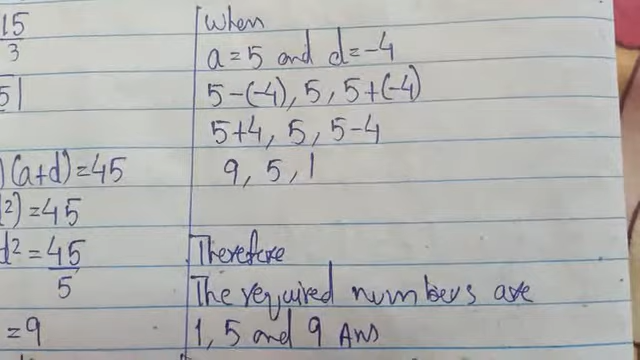 15
3
5
) (a+d) = 45
²) = 45
d² = 45
5
= 9
When
a = 5 and d = -4
5-(-4), 5, 5+(-4)
5+4, 5, 5-4
9, 5, 1
Therefore
The required numbers are
1, 5 and 9 Ans